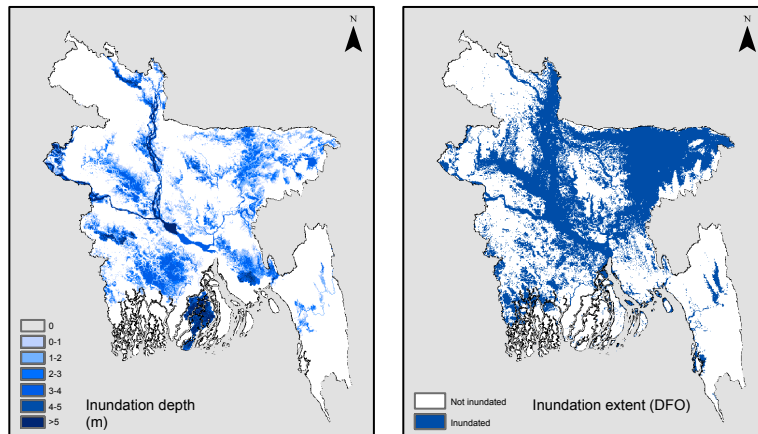 N
0
0-1
1-2
2-3
3-4
4-5
>5
Inundation depth
(m)
N
Not inundated
Inundated
Inundation extent (DFO)